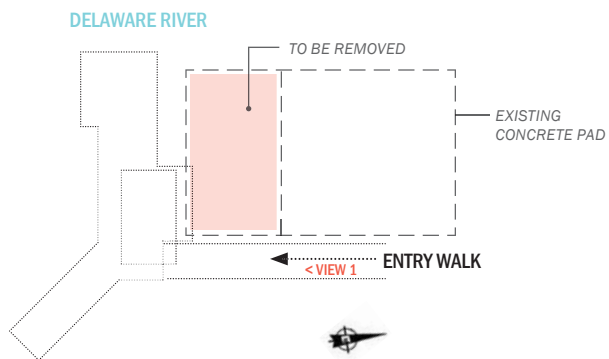 DELAWARE RIVER
TO BE REMOVED
EXISTING
CONCRETE PAD
ENTRY WALK
< VIEW 1